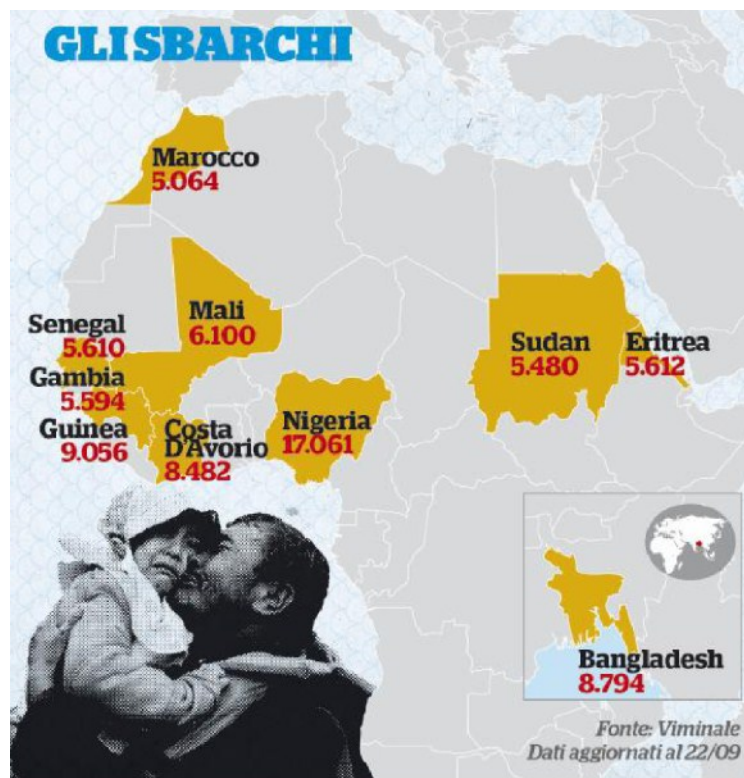 GLI SBARCHI
Marocco
5.064
Mali
6.100
Senegal
5.610
Gambia
5.594
Guinea
9.056
Costa
D'Avorio
8.482
Nigeria
17.061
Sudan
5.480
Eritrea
5.612
Bangladesh
8.794
Fonte: Viminale
Dati aggiornati al 22/09